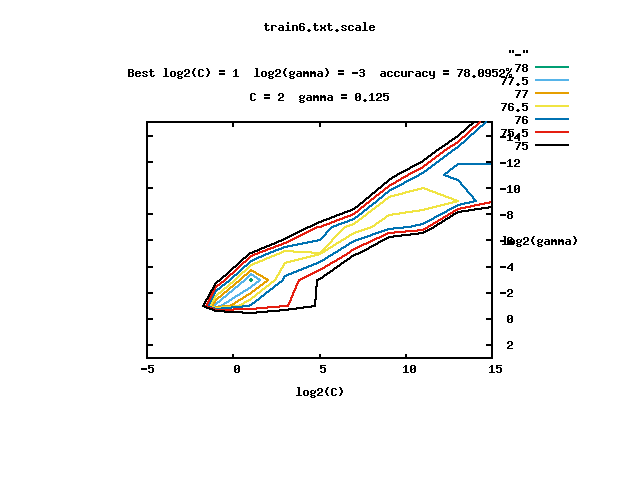 train6.txt.scale
"-"
Best log2(C) = 1 log2(gamma) = -3 accuracy = 78.0952%
78
77.5
77
C = 2 gamma = 0.125
76.5
76
75.5
75
-14
-12
-10
-8
-6
log2(gamma)
-4
-2
0
2
-5 0 5 10 15
log2(C)